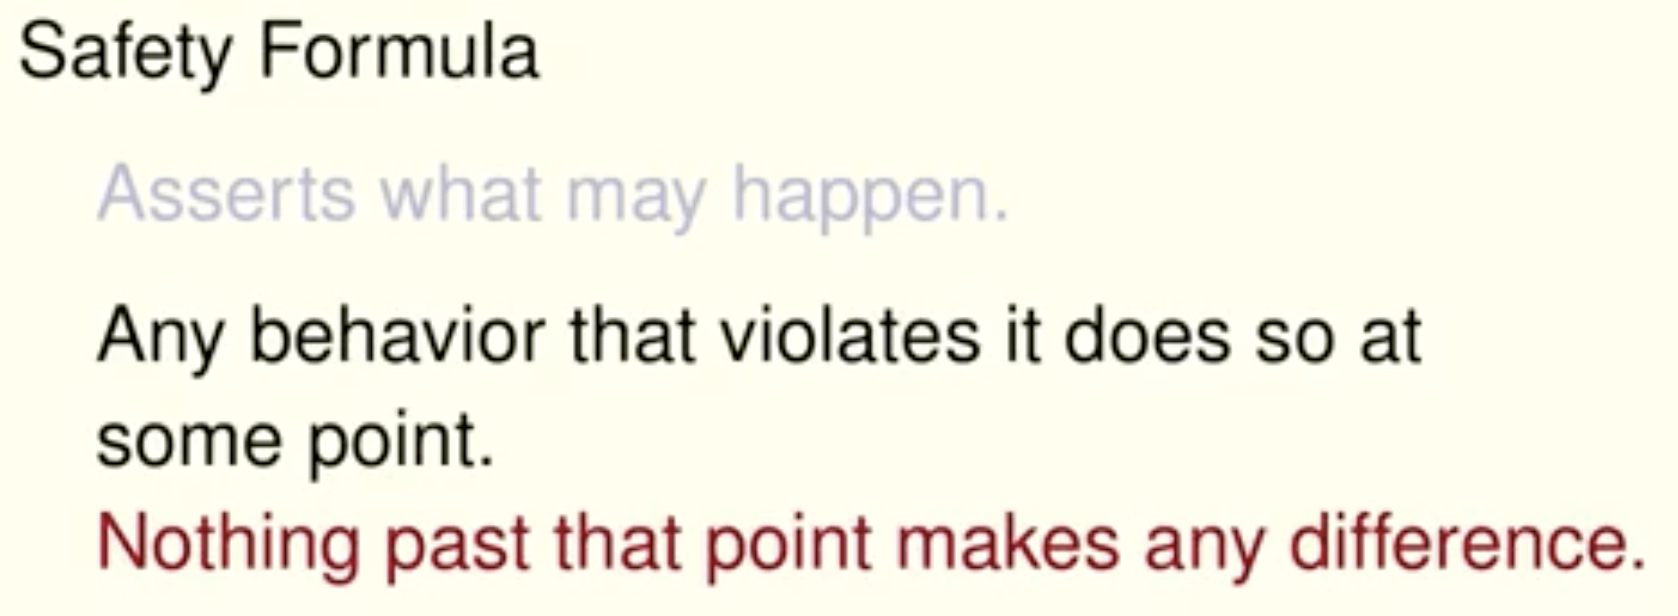 Safety Formula
Asserts what may happen.
Any behavior that violates it does so at
some point.
Nothing past that point makes any difference.